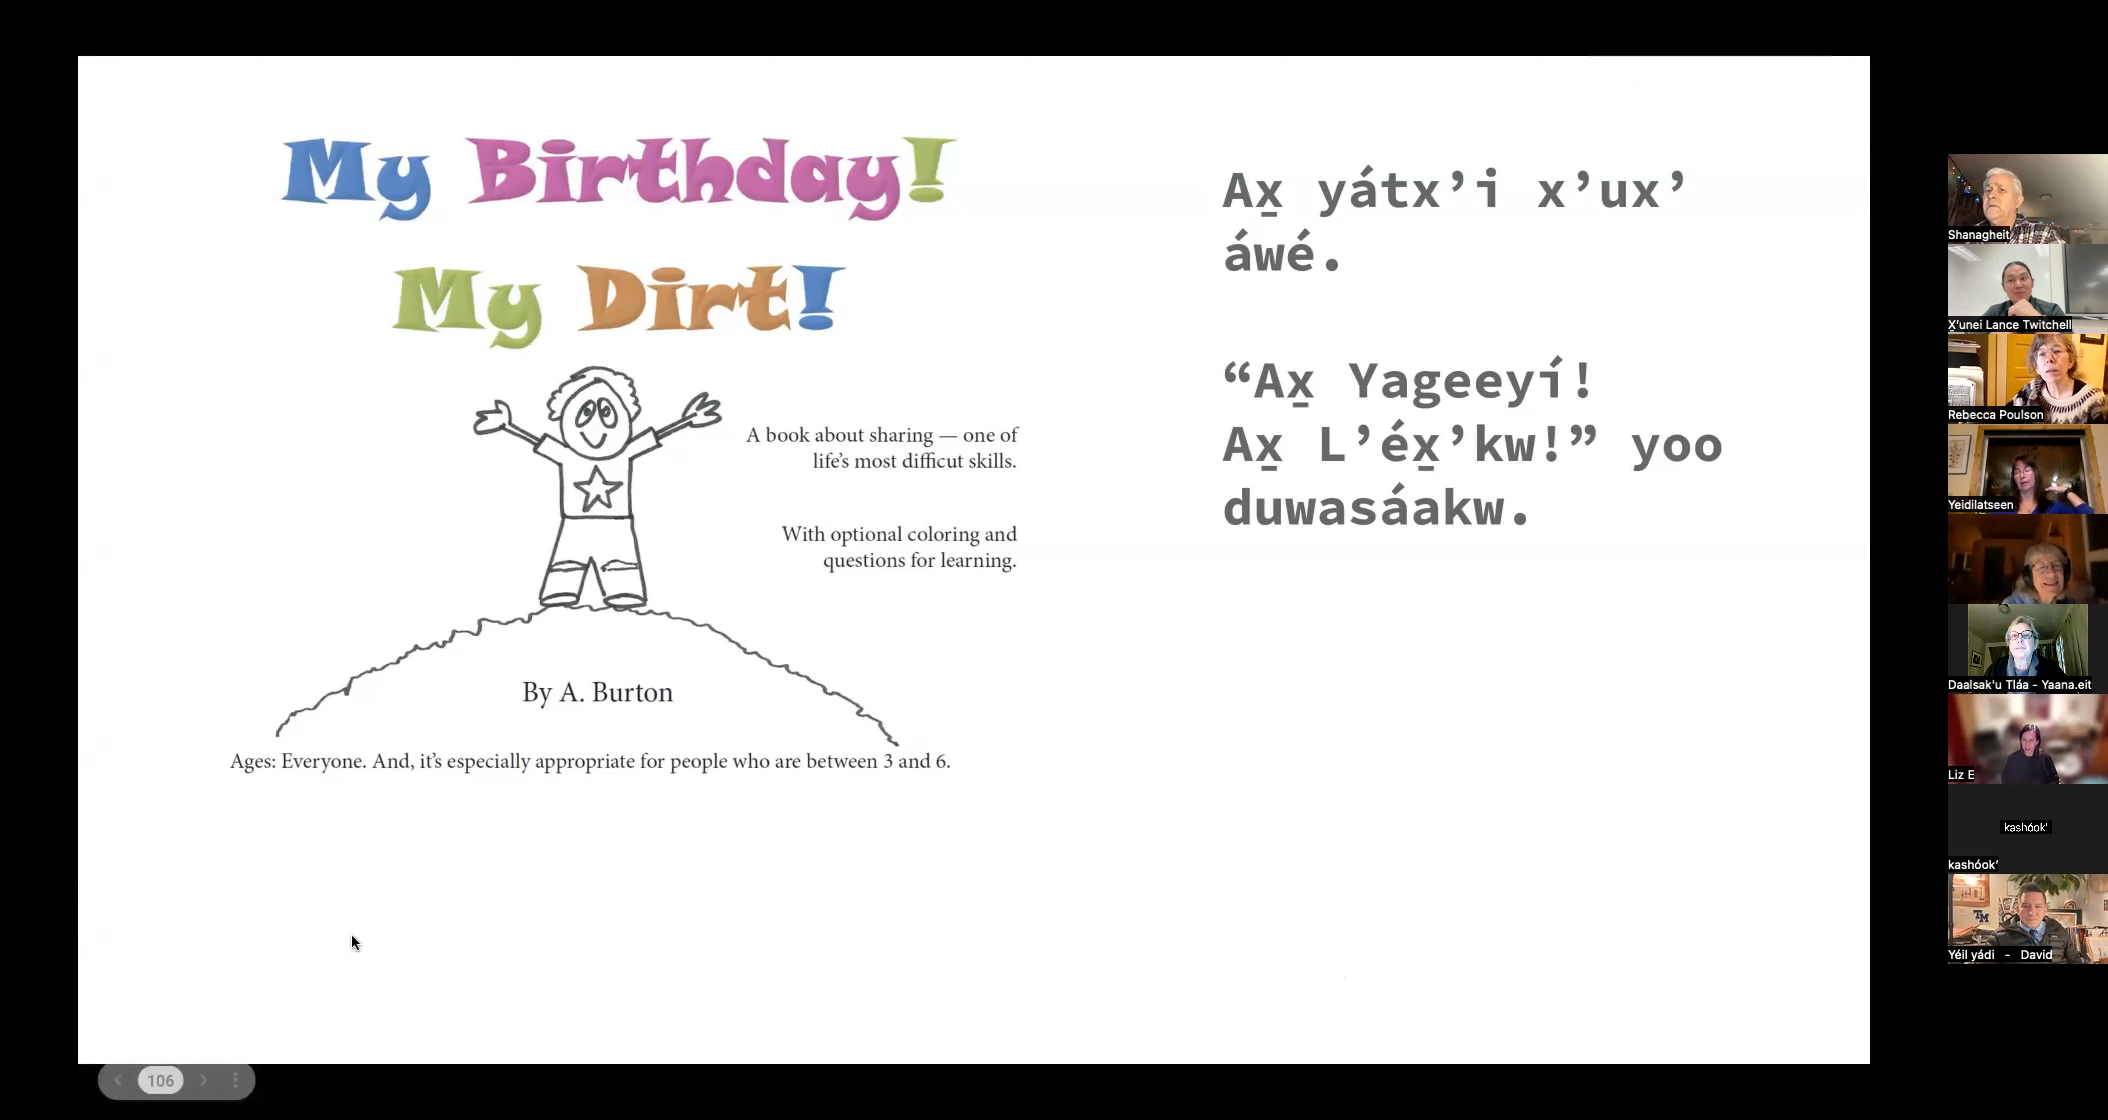 My Birthday!
My Dirt!
A book about sharing — one of
life's most difficut skills.
With optional coloring and
questions for learning.
By A. Burton
Ages: Everyone. And, it's especially appropriate for people who are between 3 and 6.
Ax̱ yátx’i x’ux’
áwé.
“Ax̱ Yageeyí!
Ax̱ L’éx̱’kw!” yoo
duwasáakw.
Shanagheit
X̱'unei Lance Twitchell
Rebecca Poulson
Yeidilatseen
Daalsak'u Tláa - Yaana.eit
Liz E
kashóok'
kashóok’
TM
Yéil yádi - David
106